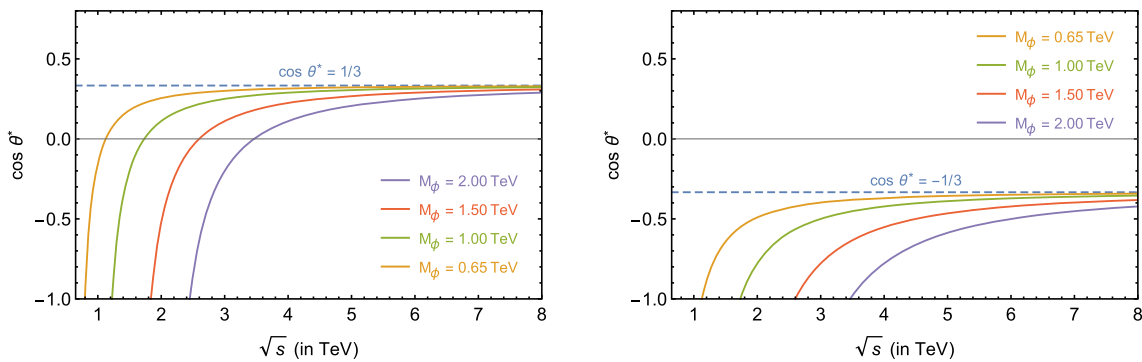 0.5
0.0
−0.5
−1.0
cos θ*
cos θ* = 1/3
M_ϕ = 2.00 TeV
M_ϕ = 1.50 TeV
M_ϕ = 1.00 TeV
M_ϕ = 0.65 TeV
1 2 3 4 5 6 7 8
√s (in TeV)
0.5
0.0
−0.5
−1.0
cos θ*
M_ϕ = 0.65 TeV
M_ϕ = 1.00 TeV
M_ϕ = 1.50 TeV
M_ϕ = 2.00 TeV
cos θ* = −1/3
1 2 3 4 5 6 7 8
√s (in TeV)